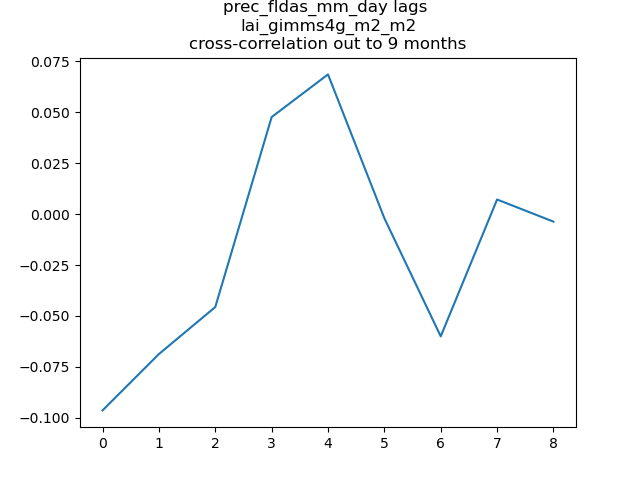 prec_fldas_mm_day lags
lai_gimms4g_m2_m2
cross-correlation out to 9 months
0.075
0.050
0.025
0.000
−0.025
−0.050
−0.075
−0.100
0 1 2 3 4 5 6 7 8